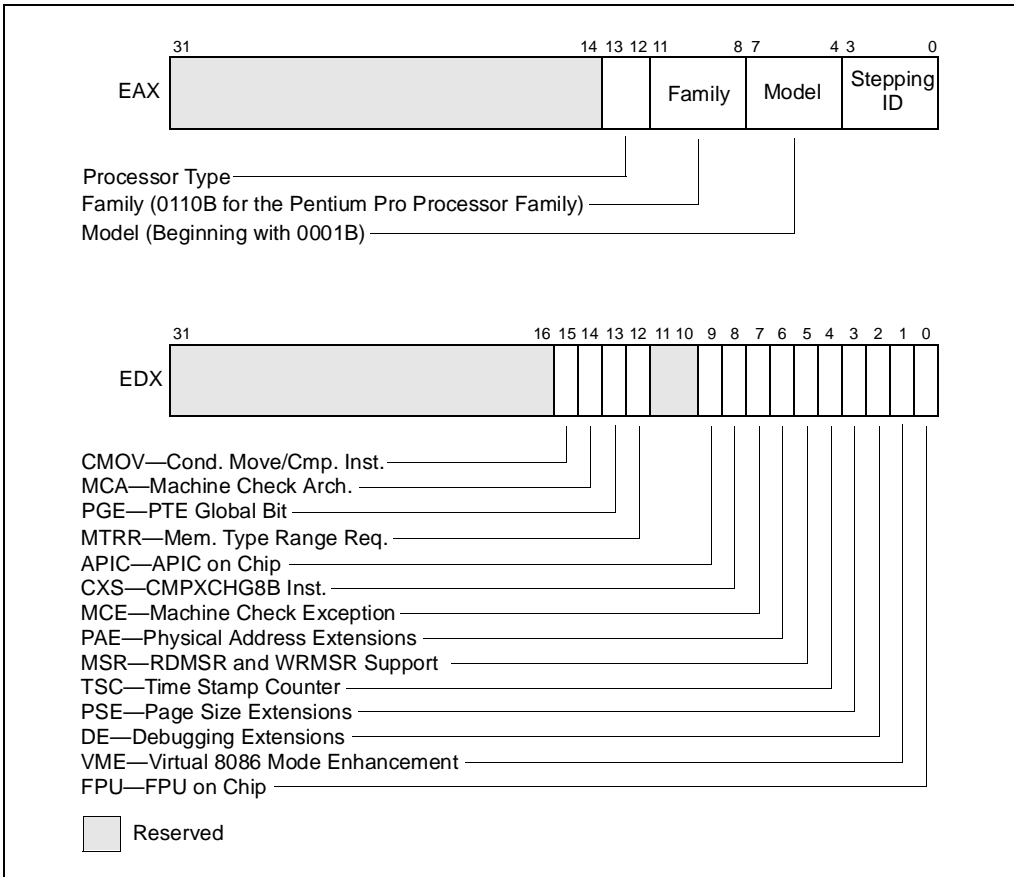 31 14 13 12 11 8 7 4 3 0
EAX Family Model Stepping
ID
Processor Type
Family (0110B for the Pentium Pro Processor Family)
Model (Beginning with 0001B)
31 16 15 14 13 12 11 10 9 8 7 6 5 4 3 2 1 0
EDX
CMOV—Cond. Move/Cmp. Inst.
MCA—Machine Check Arch.
PGE—PTE Global Bit
MTRR—Mem. Type Range Req.
APIC—APIC on Chip
CXS—CMPXCHG8B Inst.
MCE—Machine Check Exception
PAE—Physical Address Extensions
MSR—RDMSR and WRMSR Support
TSC—Time Stamp Counter
PSE—Page Size Extensions
DE—Debugging Extensions
VME—Virtual 8086 Mode Enhancement
FPU—FPU on Chip
Reserved